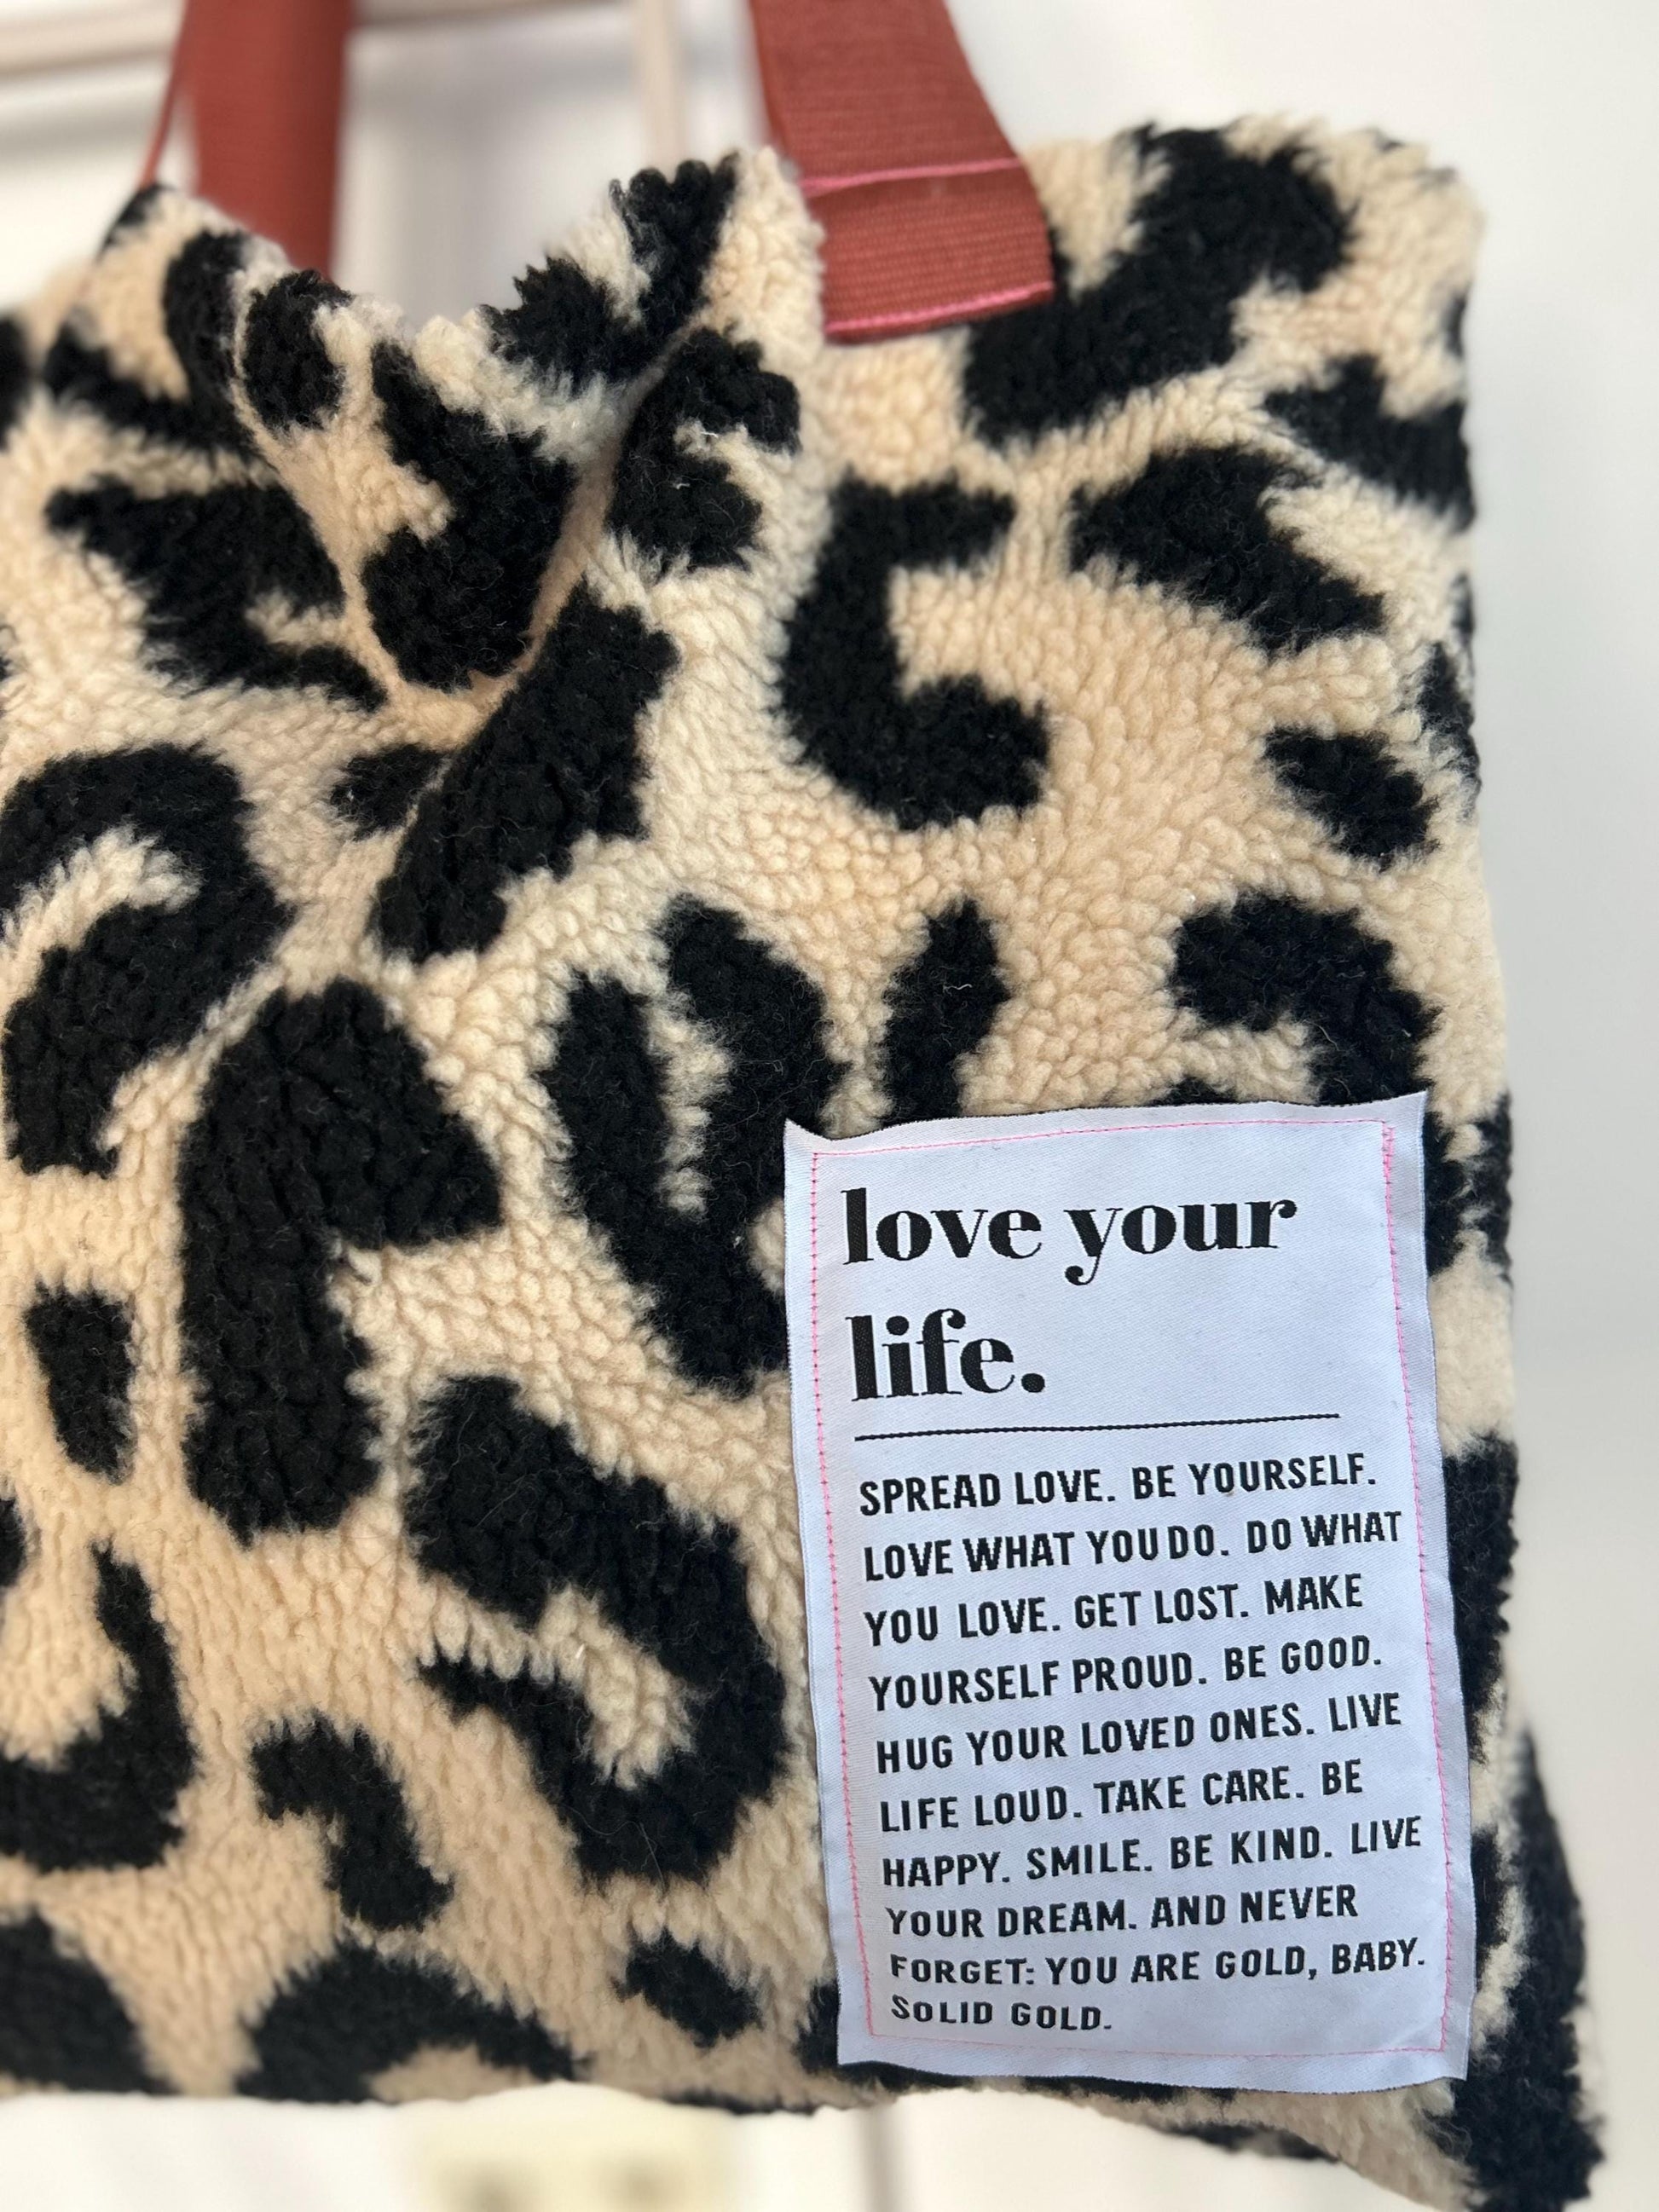 love your
life.
SPREAD LOVE. BE YOURSELF.
LOVE WHAT YOU DO. DO WHAT
YOU LOVE. GET LOST. MAKE
YOURSELF PROUD. BE GOOD.
HUG YOUR LOVED ONES. LIVE
LIFE LOUD. TAKE CARE. BE
HAPPY. SMILE. BE KIND. LIVE
YOUR DREAM. AND NEVER
FORGET: YOU ARE GOLD, BABY.
SOLID GOLD.